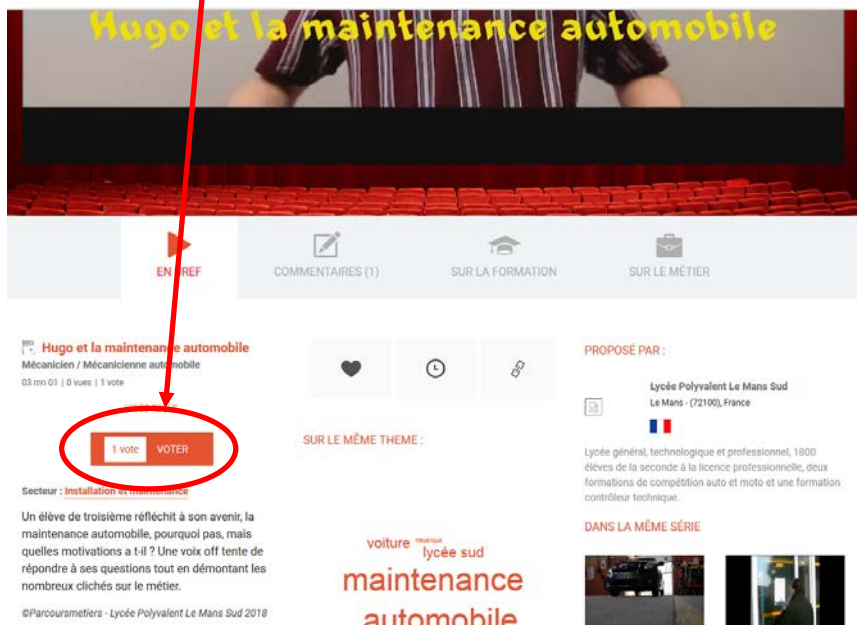 Hugo et la maintenance automobile
EN BREF
COMMENTAIRES (1)
SUR LA FORMATION
SUR LE MÉTIER
Hugo et la maintenance automobile
Mécanicien / Mécanicienne automobile
03 mn 01 | 0 vues | 1 vote
1 vote VOTER
Secteur : Installation et maintenance
Un élève de troisième réfléchit à son avenir, la
maintenance automobile, pourquoi pas, mais
quelles motivations a t-il ? Une voix off tente de
répondre à ses questions tout en démontant les
nombreux clichés sur le métier.
©Parcoursmetiers - Lycée Polyvalent Le Mans Sud 2018
SUR LE MÊME THEME :
voiture
lycée sud
maintenance
automobile
PROPOSÉ PAR :
Lycée Polyvalent Le Mans Sud
Le Mans - (72100), France
Lycée général, technologique et professionnel, 1800
élèves de la seconde à la licence professionnelle, deux
formations de compétition auto et moto et une formation
contrôleur technique.
DANS LA MÊME SÉRIE